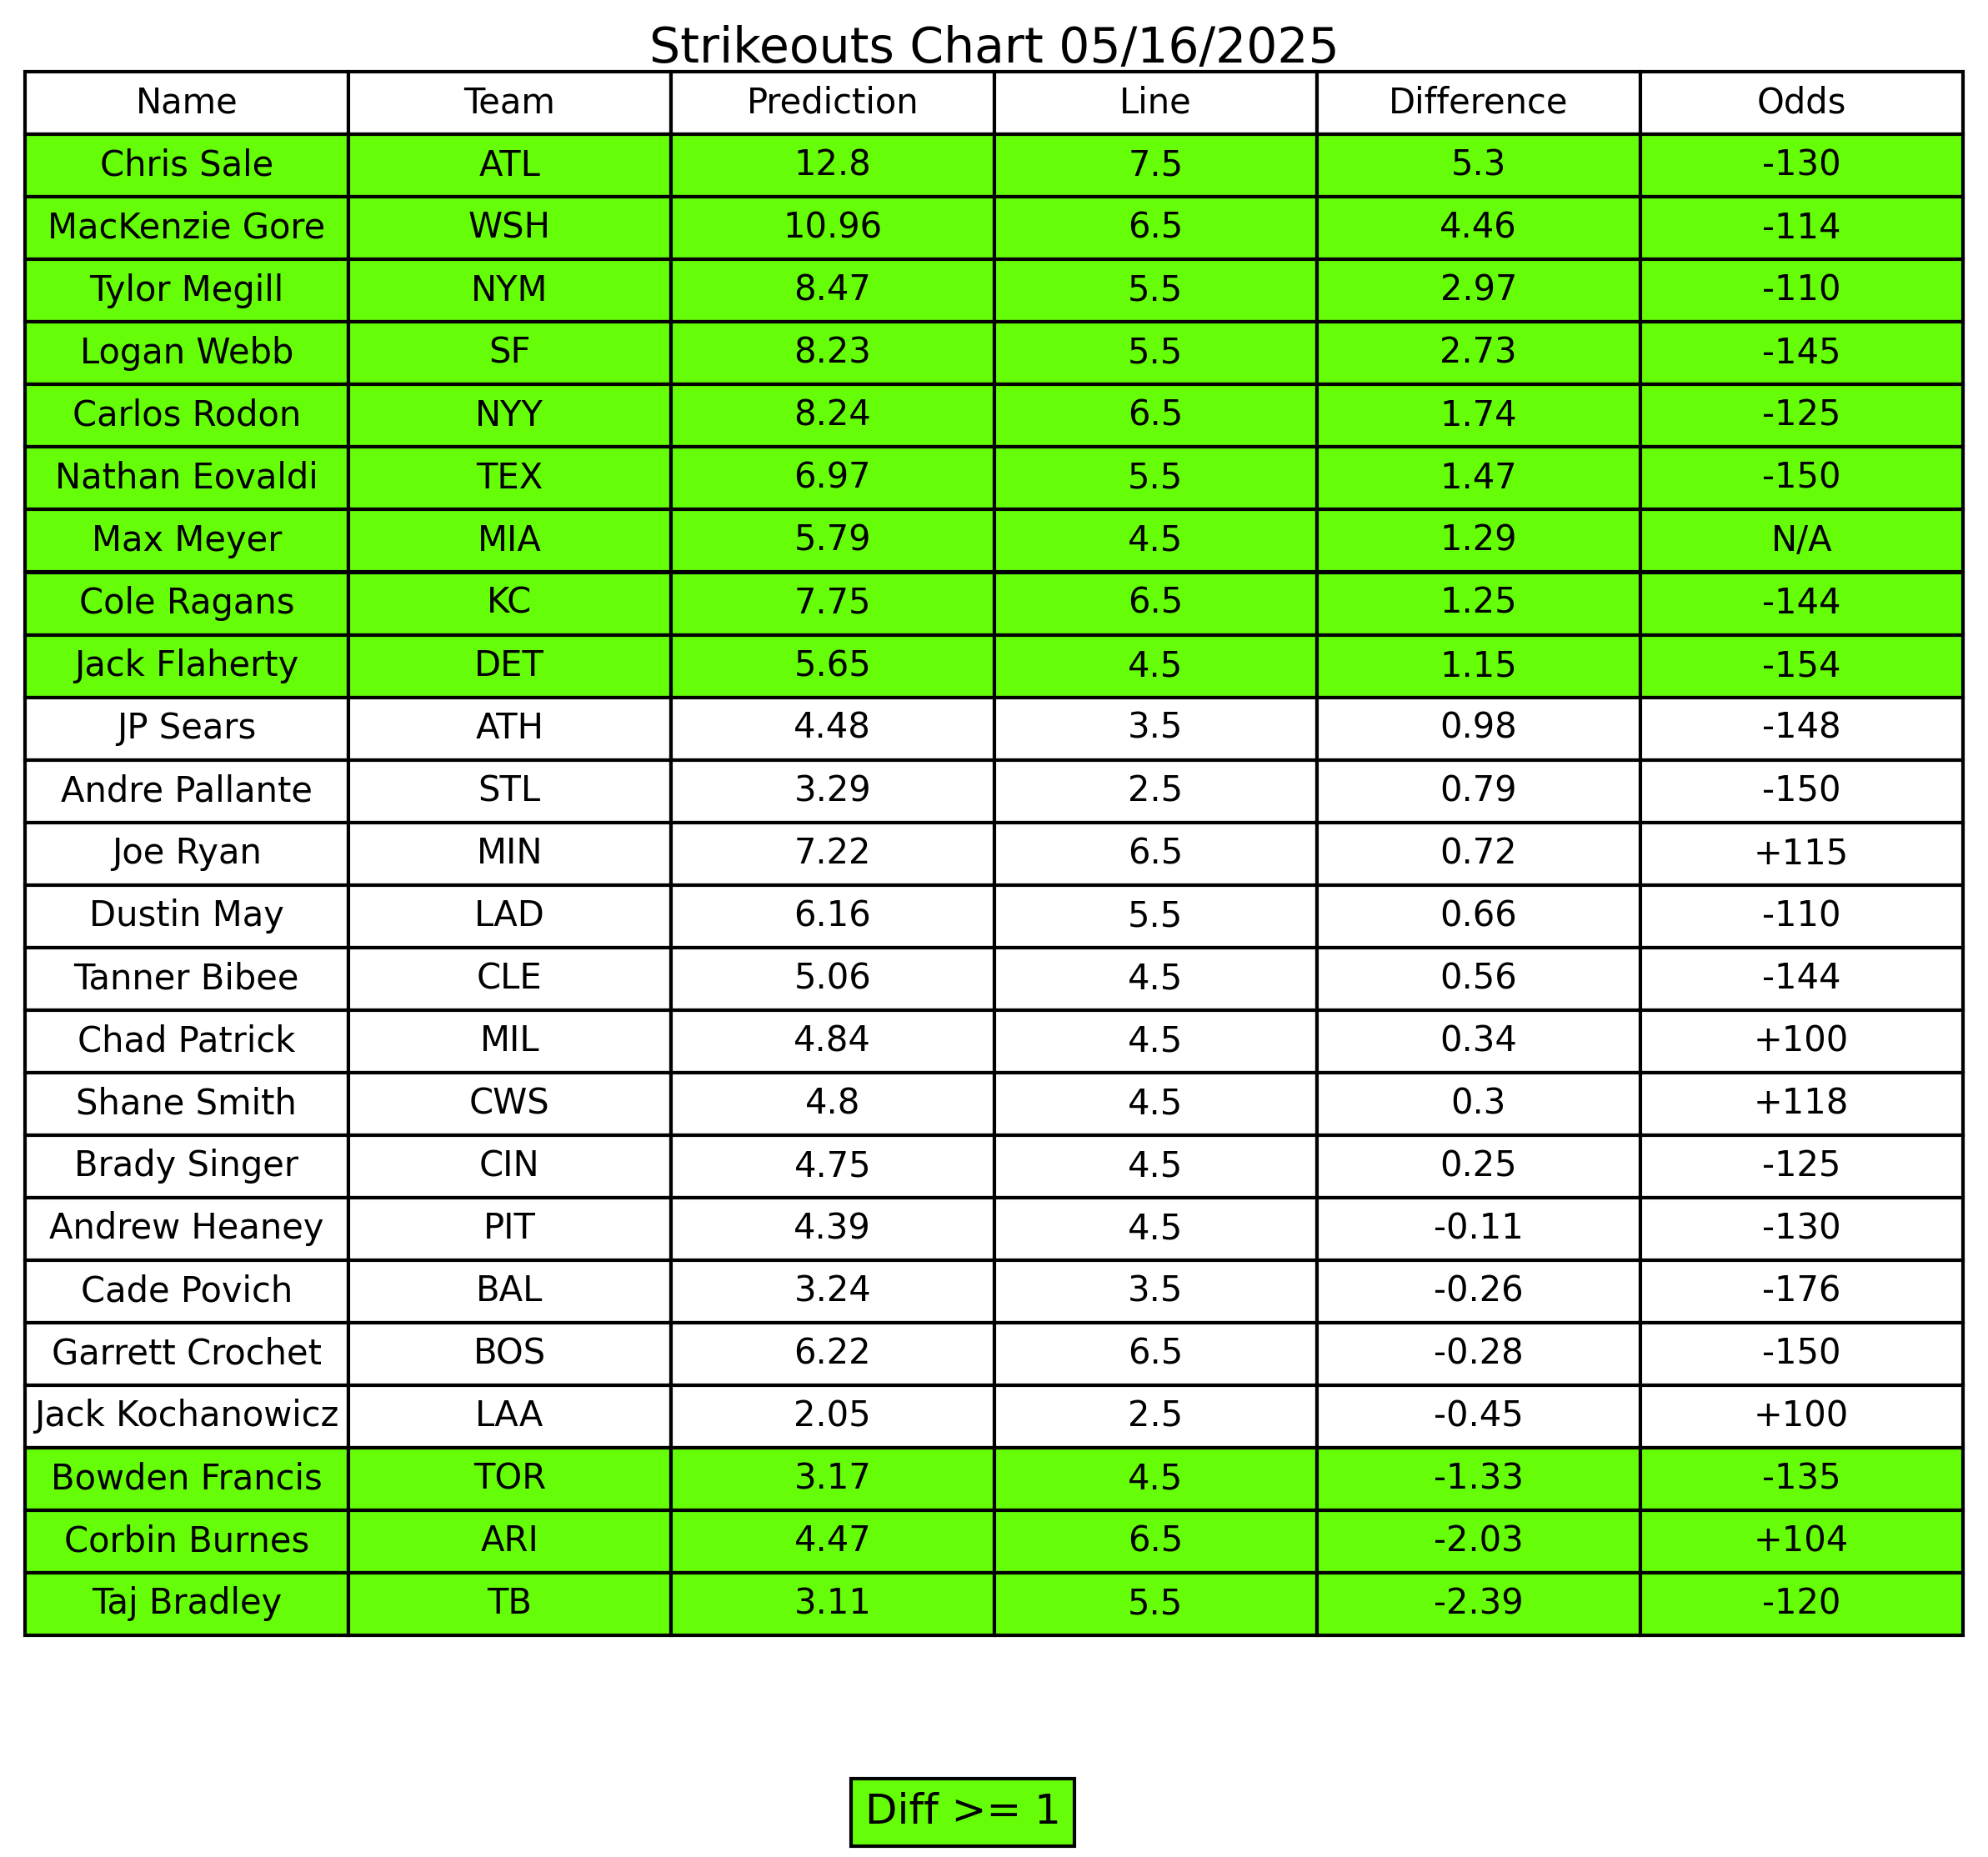 Strikeouts Chart 05/16/2025
Name Team Prediction Line Difference Odds
Chris Sale ATL 12.8 7.5 5.3 -130
MacKenzie Gore WSH 10.96 6.5 4.46 -114
Tylor Megill NYM 8.47 5.5 2.97 -110
Logan Webb SF 8.23 5.5 2.73 -145
Carlos Rodon NYY 8.24 6.5 1.74 -125
Nathan Eovaldi TEX 6.97 5.5 1.47 -150
Max Meyer MIA 5.79 4.5 1.29 N/A
Cole Ragans KC 7.75 6.5 1.25 -144
Jack Flaherty DET 5.65 4.5 1.15 -154
JP Sears ATH 4.48 3.5 0.98 -148
Andre Pallante STL 3.29 2.5 0.79 -150
Joe Ryan MIN 7.22 6.5 0.72 +115
Dustin May LAD 6.16 5.5 0.66 -110
Tanner Bibee CLE 5.06 4.5 0.56 -144
Chad Patrick MIL 4.84 4.5 0.34 +100
Shane Smith CWS 4.8 4.5 0.3 +118
Brady Singer CIN 4.75 4.5 0.25 -125
Andrew Heaney PIT 4.39 4.5 -0.11 -130
Cade Povich BAL 3.24 3.5 -0.26 -176
Garrett Crochet BOS 6.22 6.5 -0.28 -150
Jack Kochanowicz LAA 2.05 2.5 -0.45 +100
Bowden Francis TOR 3.17 4.5 -1.33 -135
Corbin Burnes ARI 4.47 6.5 -2.03 +104
Taj Bradley TB 3.11 5.5 -2.39 -120
Diff >= 1